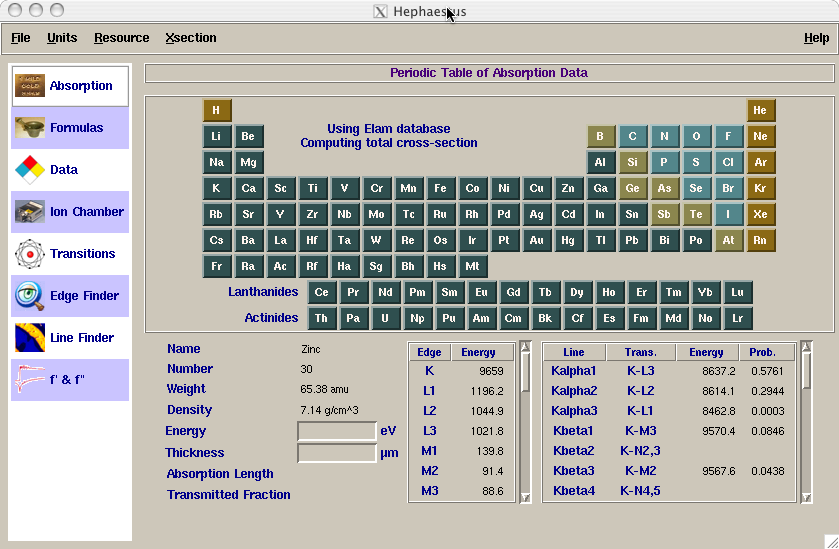 Hephaestus
File Units Resource Xsection Help
Absorption
Formulas
Data
Ion Chamber
Transitions
Edge Finder
Line Finder
f' & f"
Periodic Table of Absorption Data
Using Elam database
Computing total cross-section
H He
Li Be B C N O F Ne
Na Mg Al Si P S Cl Ar
K Ca Sc Ti V Cr Mn Fe Co Ni Cu Zn Ga Ge As Se Br Kr
Rb Sr Y Zr Nb Mo Tc Ru Rh Pd Ag Cd In Sn Sb Te I Xe
Cs Ba La Hf Ta W Re Os Ir Pt Au Hg Tl Pb Bi Po At Rn
Fr Ra Ac Rf Ha Sg Bh Hs Mt
Lanthanides Ce Pr Nd Pm Sm Eu Gd Tb Dy Ho Er Tm Yb Lu
Actinides Th Pa U Np Pu Am Cm Bk Cf Es Fm Md No Lr
Name Zinc
Number 30
Weight 65.38 amu
Density 7.14 g/cm^3
Energy eV
Thickness µm
Absorption Length
Transmitted Fraction
Edge Energy
K 9659
L1 1196.2
L2 1044.9
L3 1021.8
M1 139.8
M2 91.4
M3 88.6
Line Trans. Energy Prob.
Kalpha1 K-L3 8637.2 0.5761
Kalpha2 K-L2 8614.1 0.2944
Kalpha3 K-L1 8462.8 0.0003
Kbeta1 K-M3 9570.4 0.0846
Kbeta2 K-N2,3
Kbeta3 K-M2 9567.6 0.0438
Kbeta4 K-N4,5